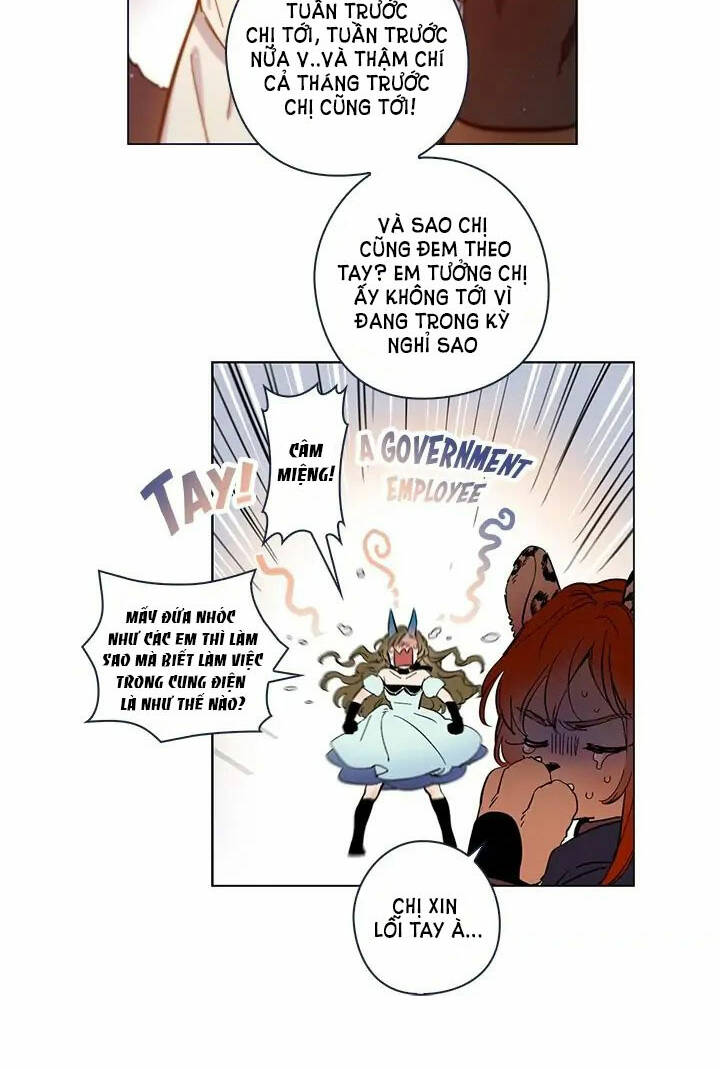 TUẦN TRƯỚC
CHỊ TỚI, TUẦN TRƯỚC
NỮA V..VÀ THẬM CHÍ
CẢ THÁNG TRƯỚC
CHỊ CŨNG TỚI!
VÀ SAO CHỊ
CŨNG ĐEM THEO
TAY? EM TƯỞNG CHỊ
ẤY KHÔNG TỚI VÌ
ĐANG TRONG KỲ
NGHỈ SAO
CÂM
MIỆNG!
TAY!
A GOVERNMENT
EMPLOYEE
MẤY ĐỨA NHÓC
NHƯ CÁC EM THÌ LÀM
SAO MÀ BIẾT LÀM VIỆC
TRONG CUNG ĐIỆN
LÀ NHƯ THẾ NÀO?
CHỊ XIN
LỖI TAY À...